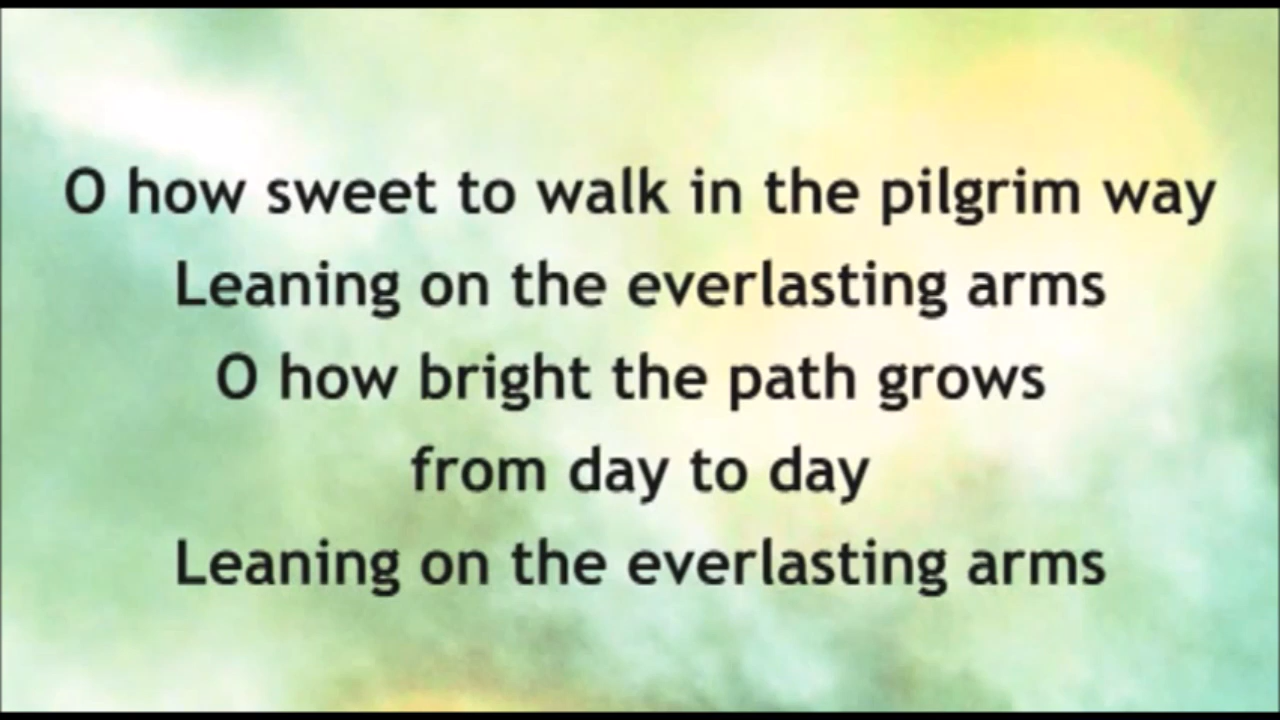 O how sweet to walk in the pilgrim way
Leaning on the everlasting arms
O how bright the path grows
from day to day
Leaning on the everlasting arms